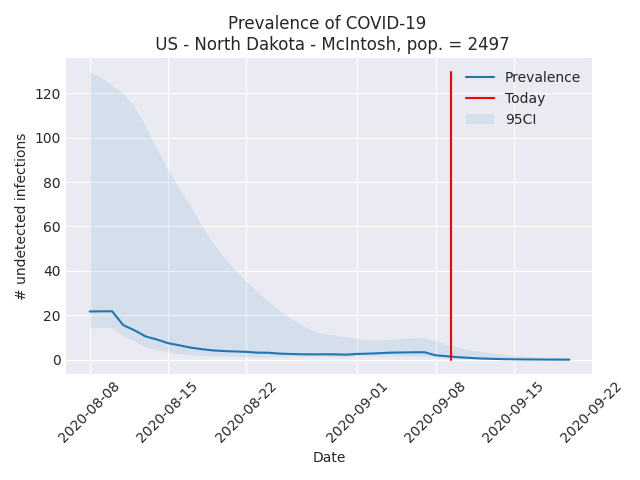 Prevalence of COVID-19
US - North Dakota - McIntosh, pop. = 2497
Prevalence
Today
95CI
# undetected infections
120
100
80
60
40
20
0
2020-08-08
2020-08-15
2020-08-22
2020-09-01
2020-09-08
2020-09-15
2020-09-22
Date